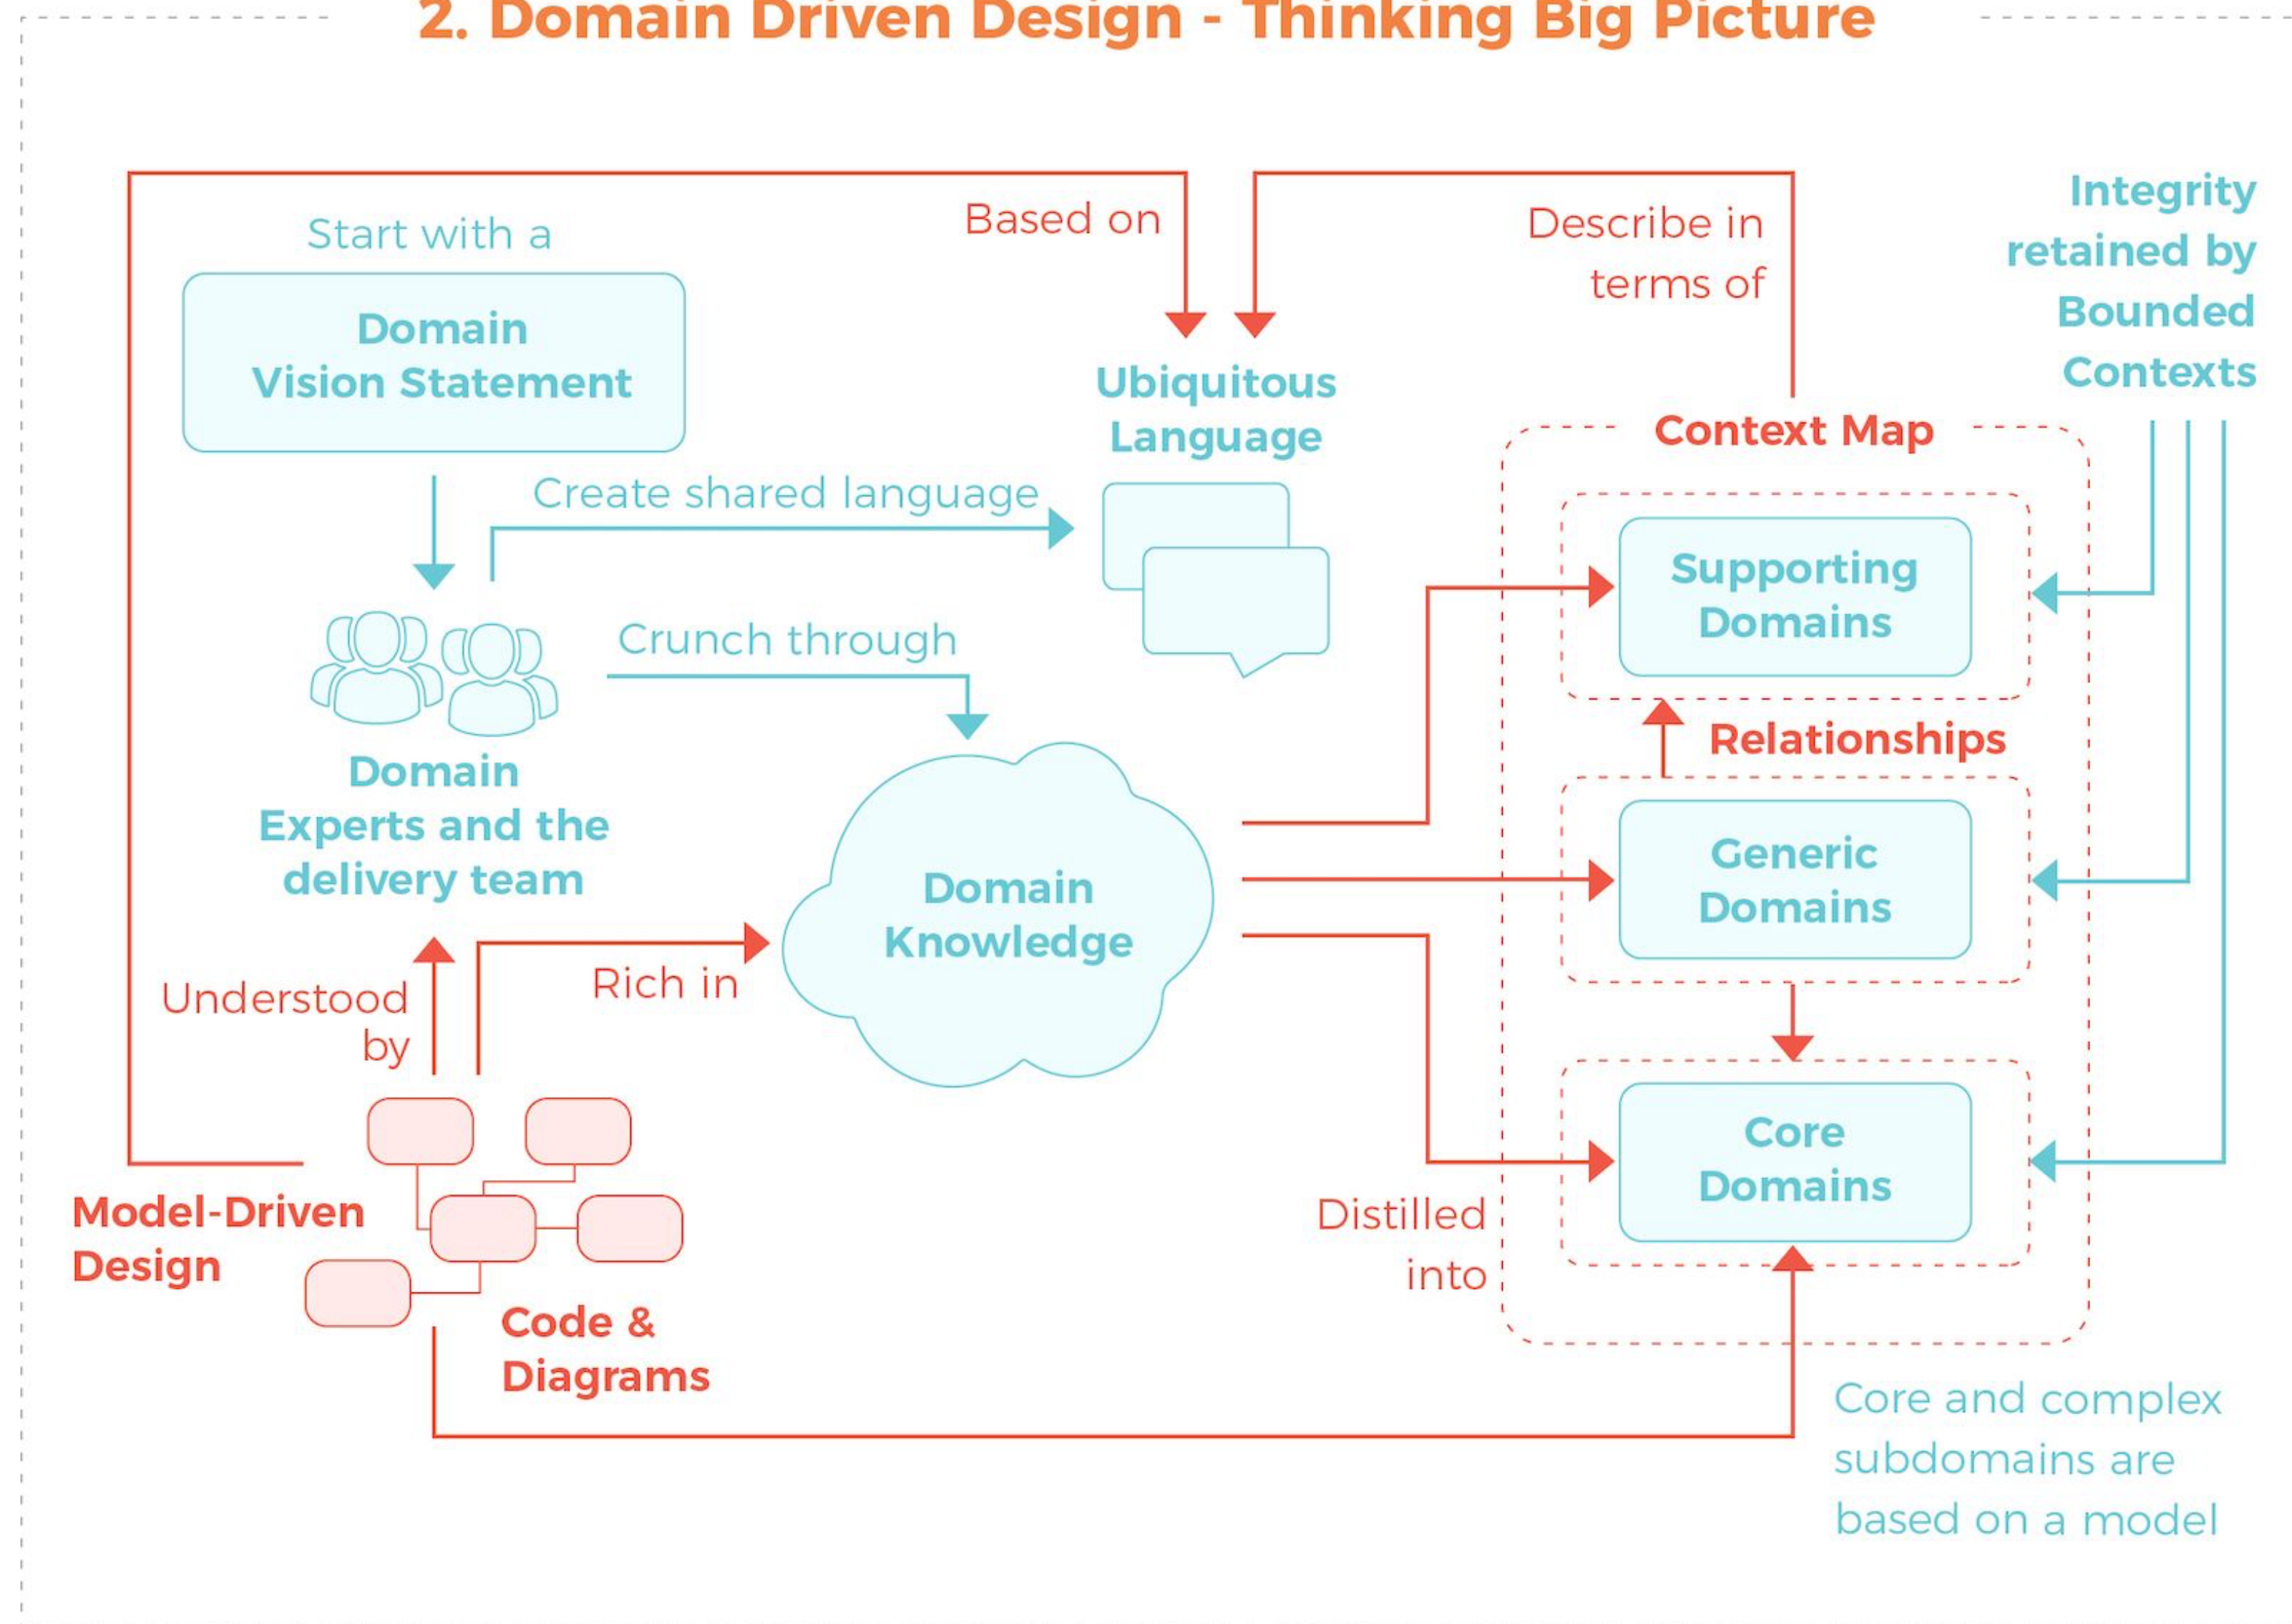 2. Domain Driven Design - Thinking Big Picture
Start with a
Domain
Vision Statement
Based on
Describe in
terms of
Integrity
retained by
Bounded
Contexts
Ubiquitous
Language
Context Map
Create shared language
Crunch through
Supporting
Domains
Relationships
Domain
Experts and the
delivery team
Domain
Knowledge
Generic
Domains
Understood
by
Rich in
Core
Domains
Model-Driven
Design
Distilled
into
Code &
Diagrams
Core and complex
subdomains are
based on a model